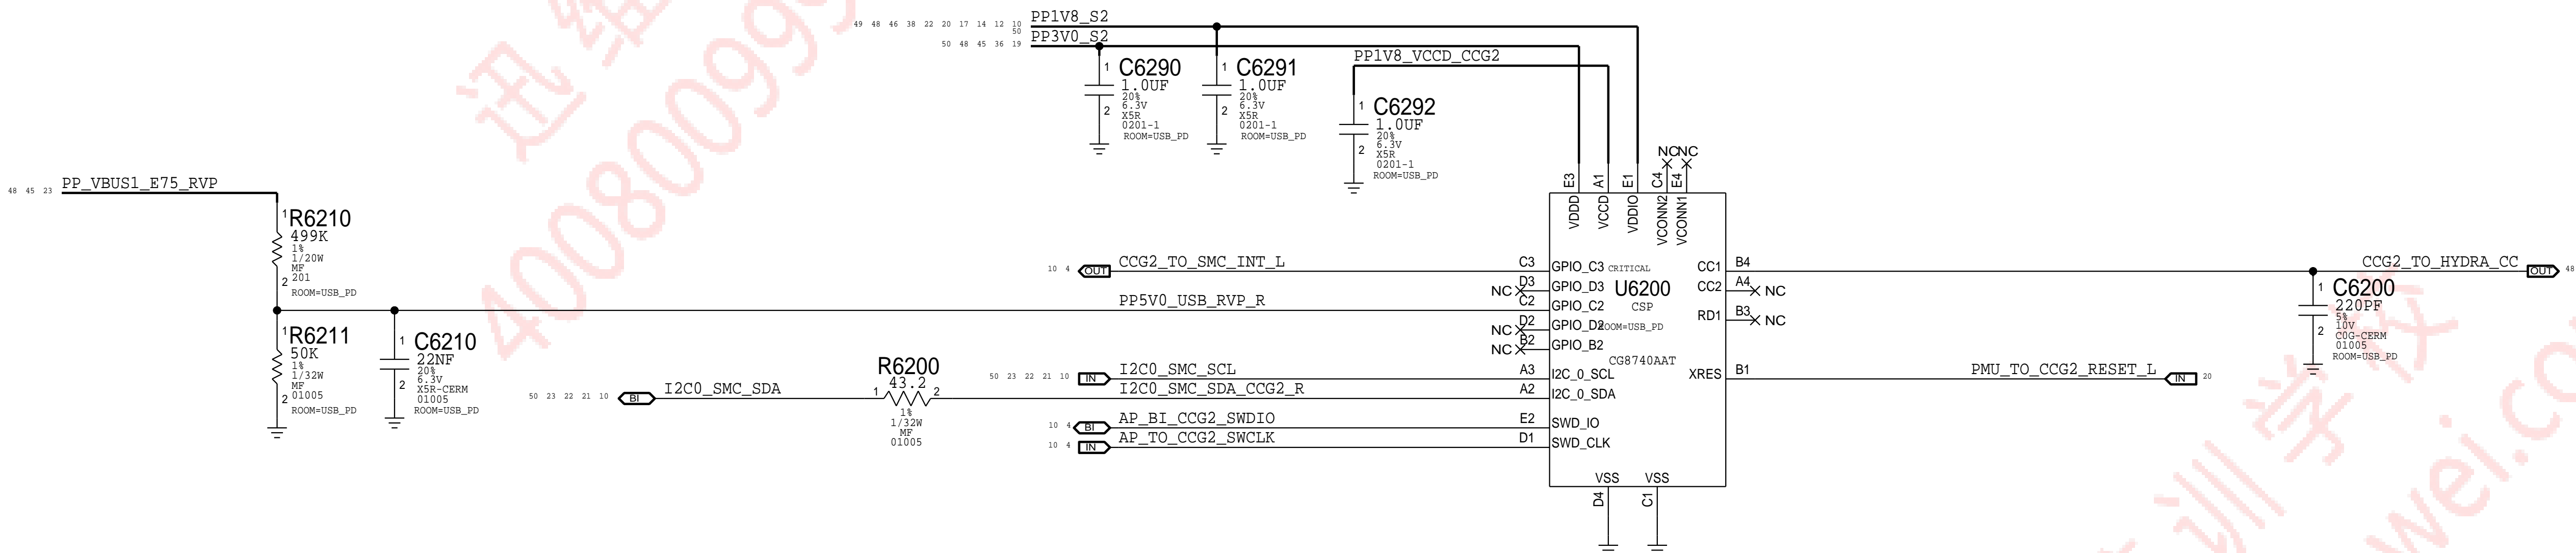 49 48 46 38 22 20 17 14 12 10
50
PP1V8_S2
50 48 45 36 19
PP3V0_S2
PP1V8_VCCD_CCG2
1
C6290
1.0UF
20%
6.3V
X5R
0201-1
2
ROOM=USB_PD
1
C6291
1.0UF
20%
6.3V
X5R
0201-1
2
ROOM=USB_PD
1
C6292
1.0UF
20%
6.3V
X5R
0201-1
2
ROOM=USB_PD
NC
NC
E3
A1
E1
C4
E4
VDDD
VCCD
VDDIO
VCONN2
VCONN1
48 45 23
PP_VBUS1_E75_RVP
1
R6210
499K
1%
1/20W
MF
201
2
ROOM=USB_PD
1
R6211
50K
1%
1/32W
MF
01005
2
ROOM=USB_PD
1
C6210
22NF
20%
6.3V
X5R-CERM
01005
2
ROOM=USB_PD
10 4
OUT
CCG2_TO_SMC_INT_L
C3
GPIO_C3
CRITICAL
NC
D3
GPIO_D3
PP5V0_USB_RVP_R
C2
GPIO_C2
NC
D2
GPIO_D2
NC
B2
GPIO_B2
U6200
CSP
ROOM=USB_PD
CG8740AAT
50 23 22 21 10
IN
I2C0_SMC_SCL
A3
I2C_0_SCL
50 23 22 21 10
BI
I2C0_SMC_SDA
R6200
1
43.2
2
1%
1/32W
MF
01005
I2C0_SMC_SDA_CCG2_R
A2
I2C_0_SDA
10 4
BI
AP_BI_CCG2_SWDIO
E2
SWD_IO
10 4
IN
AP_TO_CCG2_SWCLK
D1
SWD_CLK
VSS
VSS
D4
C1
CC1
B4
CCG2_TO_HYDRA_CC
OUT
48
CC2
A4
NC
RD1
B3
NC
XRES
B1
PMU_TO_CCG2_RESET_L
IN
20
1
C6200
220PF
5%
10V
C0G-CERM
01005
2
ROOM=USB_PD
迅维
4008009
训学校
wei.co